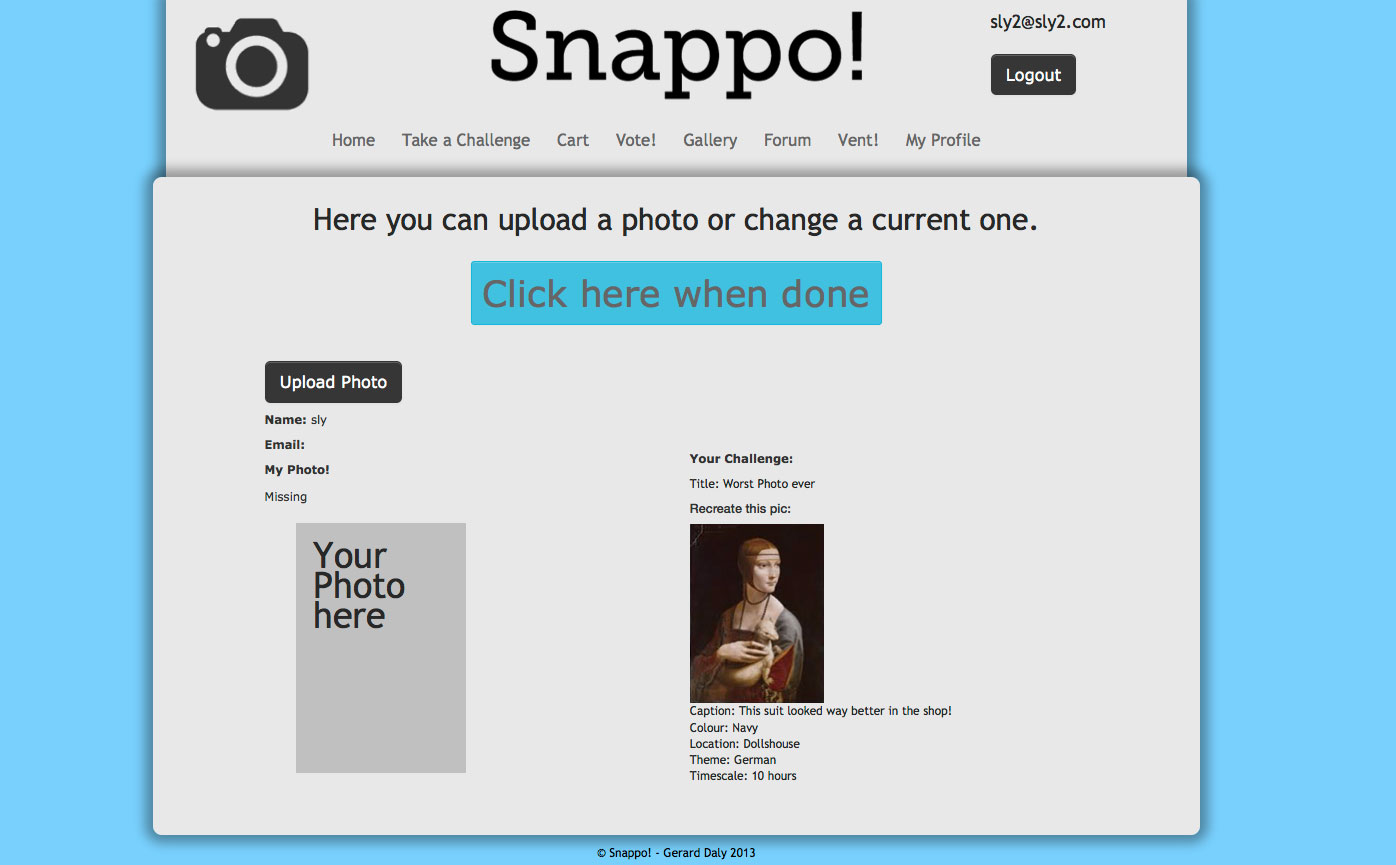 Snappo!
sly2@sly2.com
Logout
Home Take a Challenge Cart Vote! Gallery Forum Vent! My Profile
Here you can upload a photo or change a current one.
Click here when done
Upload Photo
Name: sly
Email:
My Photo!
Missing
Your
Photo
here
Your Challenge:
Title: Worst Photo ever
Recreate this pic:
Caption: This suit looked way better in the shop!
Colour: Navy
Location: Dollshouse
Theme: German
Timescale: 10 hours
© Snappo! - Gerard Daly 2013